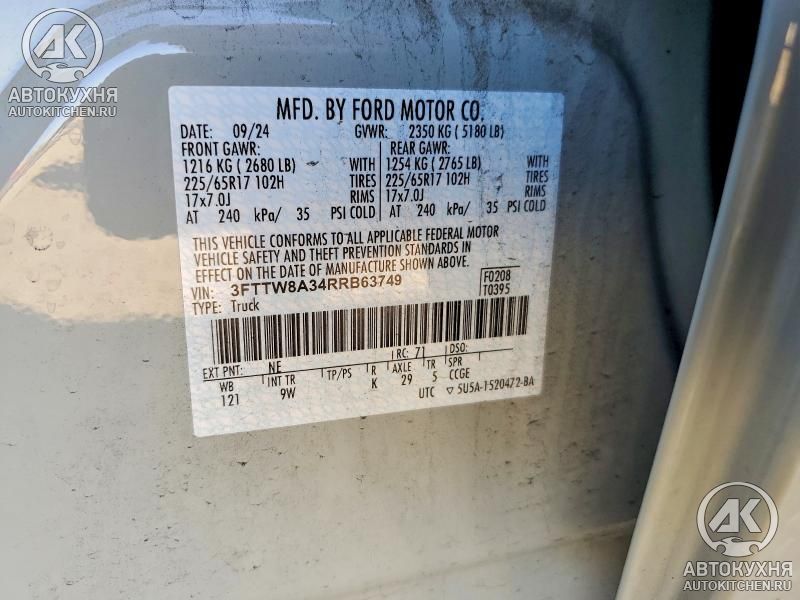 АК
АВТОКУХНЯ
AUTOKITCHEN.RU
MFD. BY FORD MOTOR CO.
DATE: 09/24 GVWR: 2350 KG ( 5180 LB)
FRONT GAWR: REAR GAWR:
1216 KG ( 2680 LB) WITH 1254 KG ( 2765 LB) WITH
225/65R17 102H TIRES 225/65R17 102H TIRES
17x7.0J RIMS 17x7.0J RIMS
AT 240 kPa/ 35 PSI COLD AT 240 kPa/ 35 PSI COLD
THIS VEHICLE CONFORMS TO ALL APPLICABLE FEDERAL MOTOR
VEHICLE SAFETY AND THEFT PREVENTION STANDARDS IN
EFFECT ON THE DATE OF MANUFACTURE SHOWN ABOVE.
VIN: 3FTTW8A34RRB63749 F0208
TYPE: Truck T0395
EXT PNT: NE RC: 71 DSO:
WB INT TR TP/PS R AXLE TR SPR
121 9W K 29 5 CCGE
UTC ▽ 5U5A-1520472-BA
АК
АВТОКУХНЯ
AUTOKITCHEN.RU